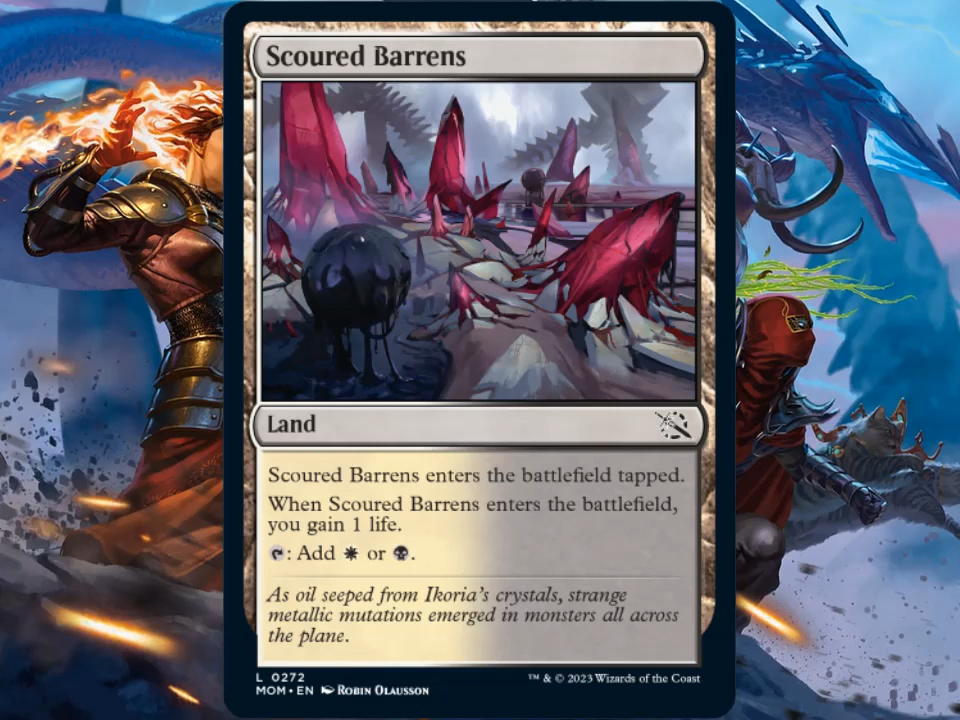 Scoured Barrens
Land
Scoured Barrens enters the battlefield tapped.
When Scoured Barrens enters the battlefield,
you gain 1 life.
: Add or .
As oil seeped from Ikoria's crystals, strange
metallic mutations emerged in monsters all across
the plane.
L 0272
MOM • EN Robin Olausson
™ & © 2023 Wizards of the Coast